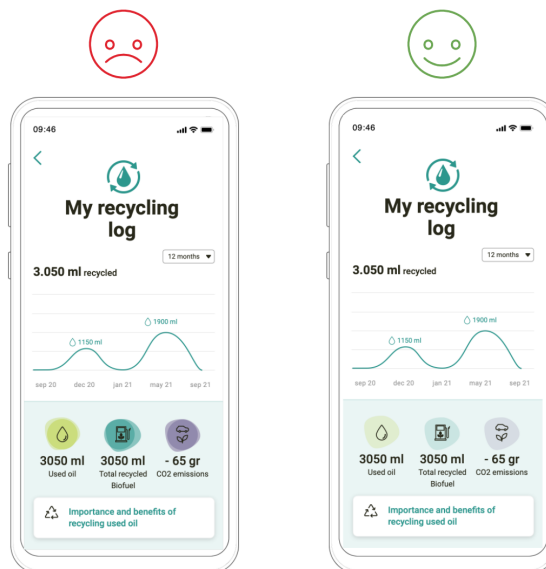 09:46
My recycling
log
12 months
3.050 ml recycled
1900 ml
1150 ml
sep 20 dec 20 jan 21 may 21 sep 21
3050 ml 3050 ml - 65 gr
Used oil Total recycled CO2 emissions
Biofuel
Importance and benefits of
recycling used oil
09:46
My recycling
log
12 months
3.050 ml recycled
1900 ml
1150 ml
sep 20 dec 20 jan 21 may 21 sep 21
3050 ml 3050 ml - 65 gr
Used oil Total recycled CO2 emissions
Biofuel
Importance and benefits of
recycling used oil